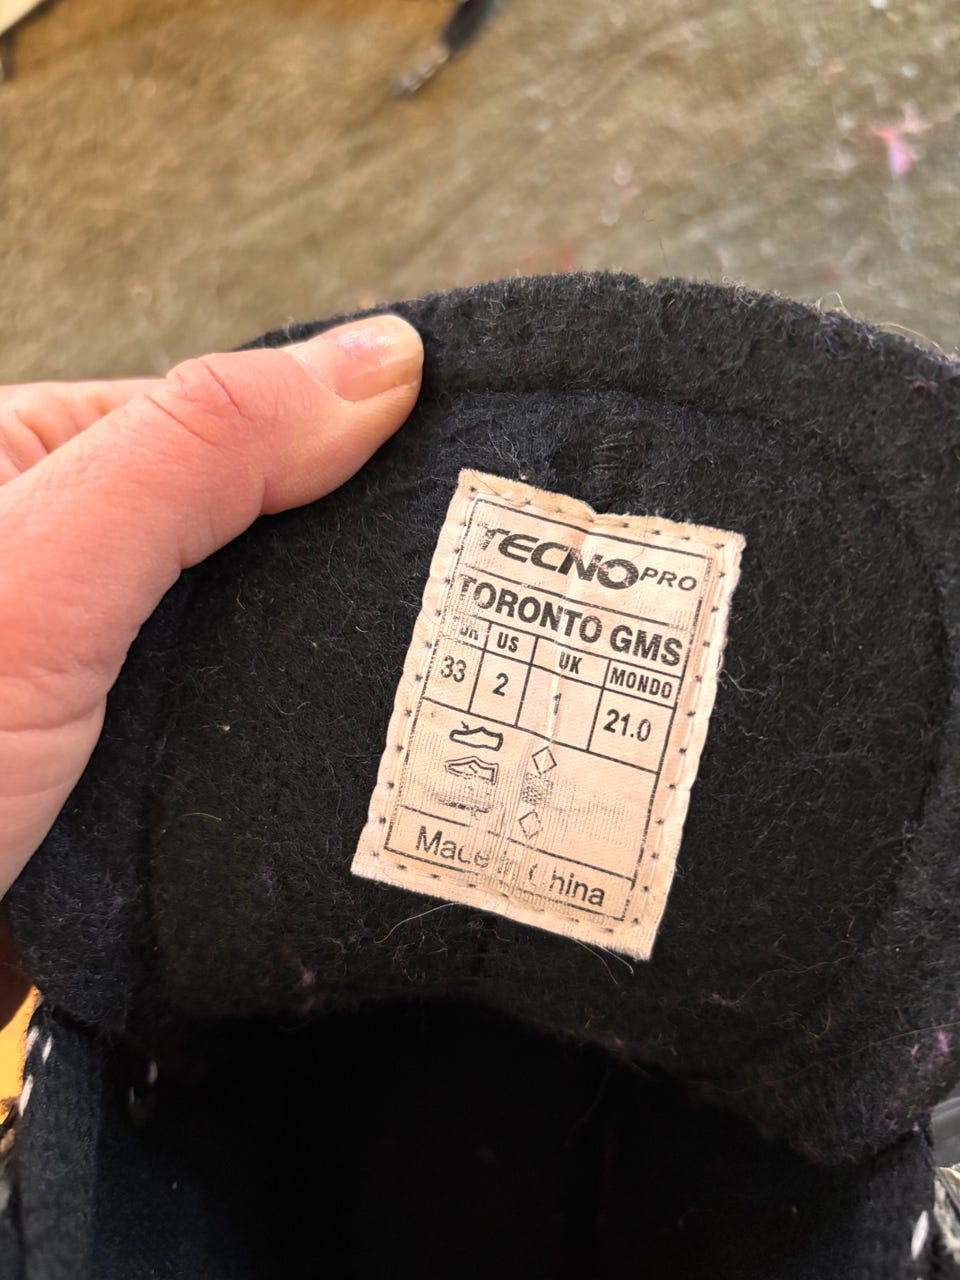 TECNOPRO
TORONTO GMS
EUR US UK MONDO
33 2 1 21.0
Made in China